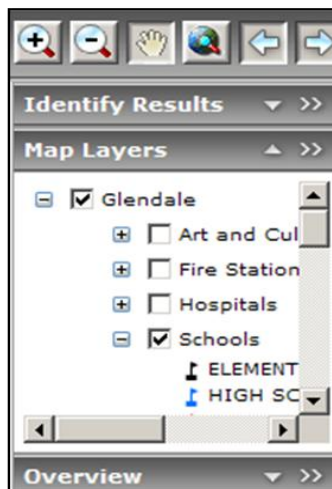 Identify Results
Map Layers
Glendale
Art and Cul
Fire Station
Hospitals
Schools
ELEMENT
HIGH SC
Overview